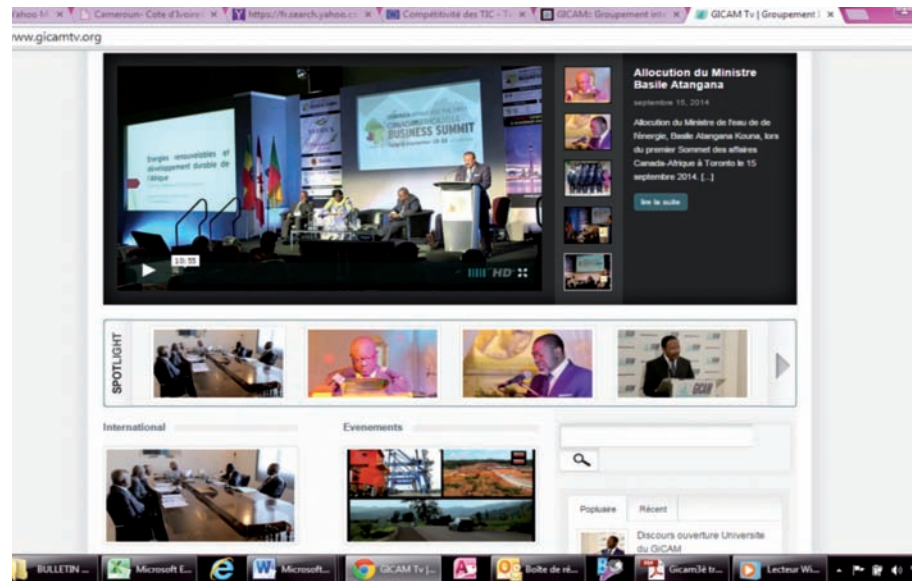 Yahoo M
Cameroun- Cote d'Ivoire
https://fr.search.yahoo.co
Compétitivité des TIC - T
GICAM: Groupement inte
GICAM Tv | Groupement
www.gicamtv.org
Energies renouvelables et
développement durable de
l'Afrique
BUSINESS SUMMIT
10:55
HD
Allocution du Ministre
Basile Atangana
septembre 15, 2014
Allocution du Ministre de l'eau de de
l'énergie, Basile Atangana Kouna, lors
du premier Sommet des affaires
Canada-Afrique à Toronto le 15
septembre 2014. [...]
lire la suite
SPOTLIGHT
International
Evenements
Popluaire
Récent
Discours ouverture Universite
du GICAM
BULLETIN ...
Microsoft E...
Microsoft...
GICAM Tv |...
Boîte de ré...
Gicam3è tr...
Lecteur Wi...
FR